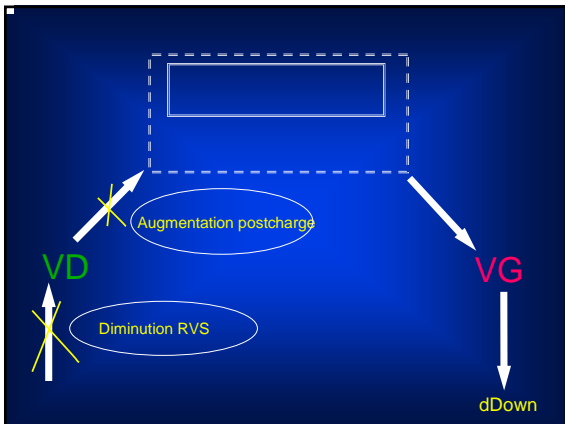 Augmentation postcharge
VD
VG
Diminution RVS
dDown